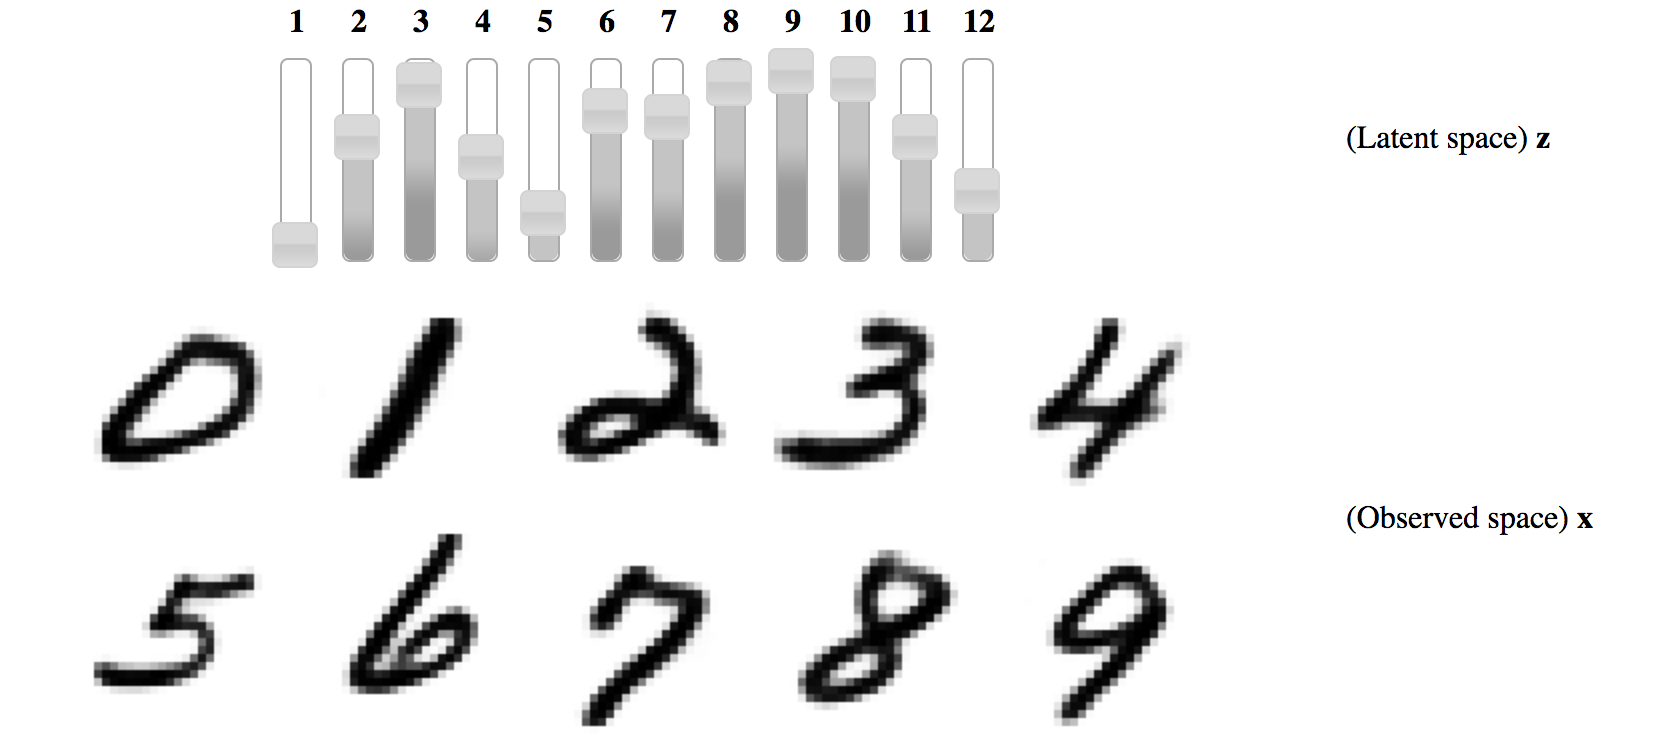 1 2 3 4 5 6 7 8 9 10 11 12
(Latent space) z
0 1 2 3 4
(Observed space) x
5 6 7 8 9